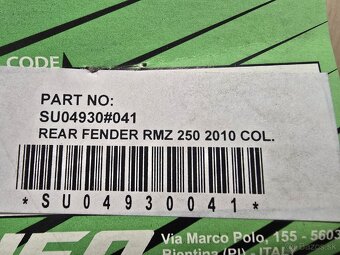 CODE
PART NO:
SU04930#041
REAR FENDER RMZ 250 2010 COL.
*SU04930041*
Via Marco Polo, 155 - 5603
Bientina (PI) - ITALY